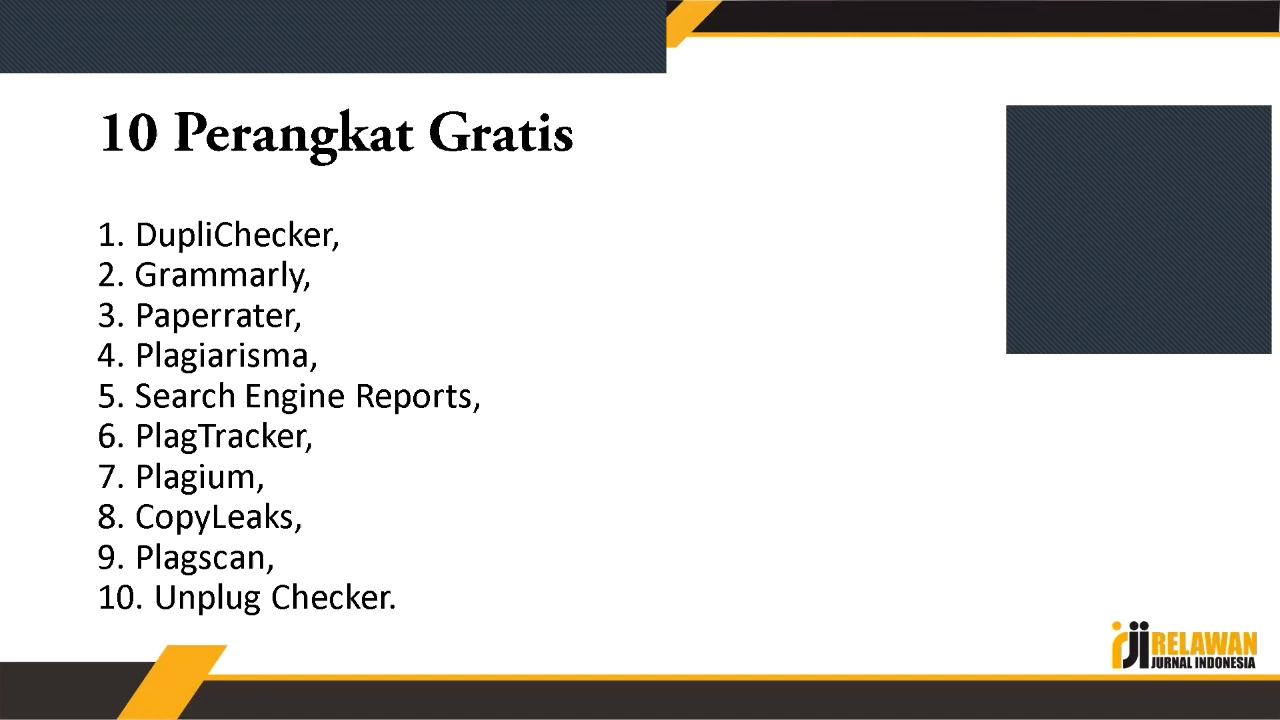 10 Perangkat Gratis
1. DupliChecker,
2. Grammarly,
3. Paperrater,
4. Plagiarisma,
5. Search Engine Reports,
6. PlagTracker,
7. Plagium,
8. CopyLeaks,
9. Plagscan,
10. Unplug Checker.
rji RELAWAN
JURNAL INDONESIA